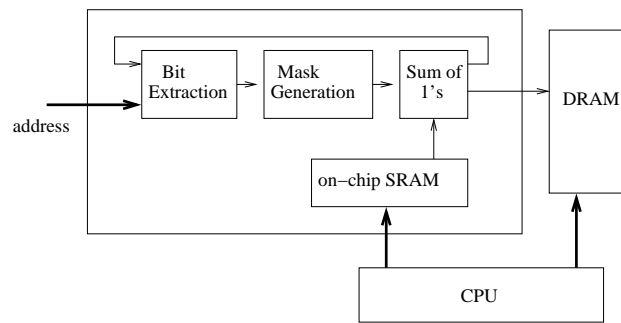 Bit
Extraction
Mask
Generation
Sum of
1's
DRAM
address
on-chip SRAM
CPU